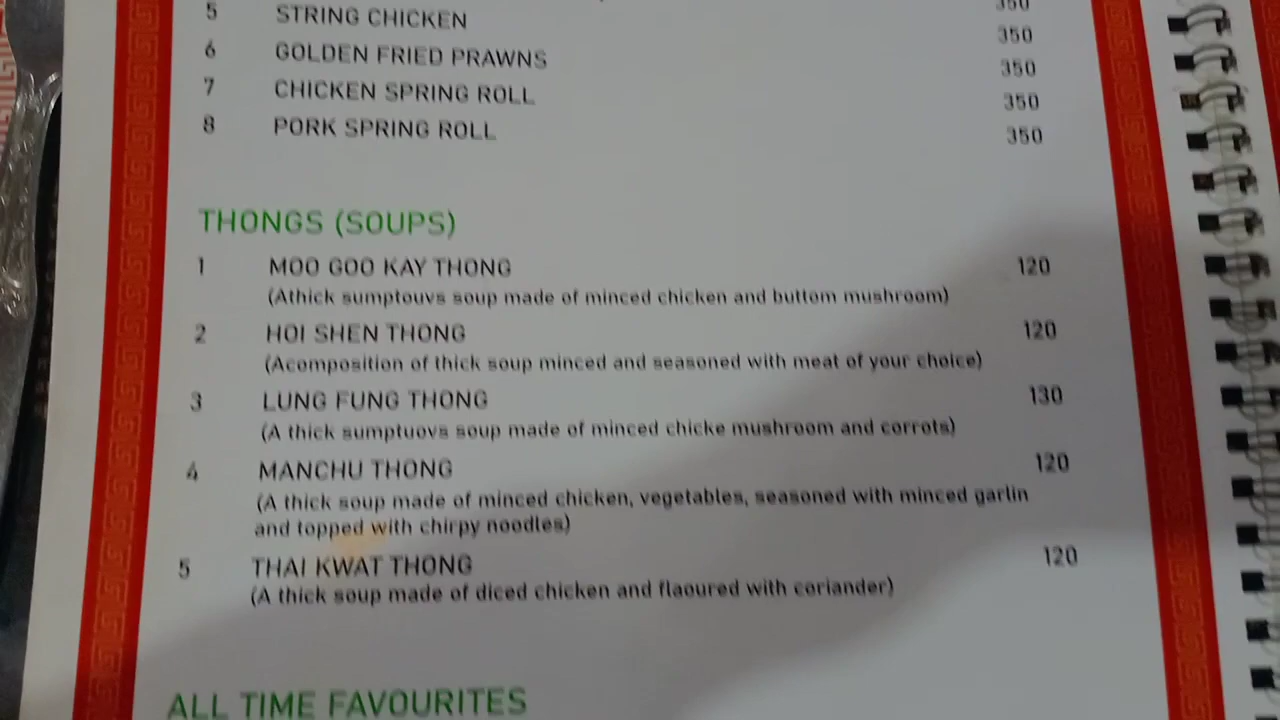 350
5 STRING CHICKEN 350
6 GOLDEN FRIED PRAWNS 350
7 CHICKEN SPRING ROLL 350
8 PORK SPRING ROLL 350
THONGS (SOUPS)
1 MOO GOO KAY THONG 120
(Athick sumptouvs soup made of minced chicken and buttom mushroom)
2 HOI SHEN THONG 120
(Acomposition of thick soup minced and seasoned with meat of your choice)
3 LUNG FUNG THONG 130
(A thick sumptuovs soup made of minced chicke mushroom and corrots)
4 MANCHU THONG 120
(A thick soup made of minced chicken, vegetables, seasoned with minced garlin
and topped with chirpy noodles)
5 THAI KWAT THONG 120
(A thick soup made of diced chicken and flaoured with coriander)
ALL TIME FAVOURITES